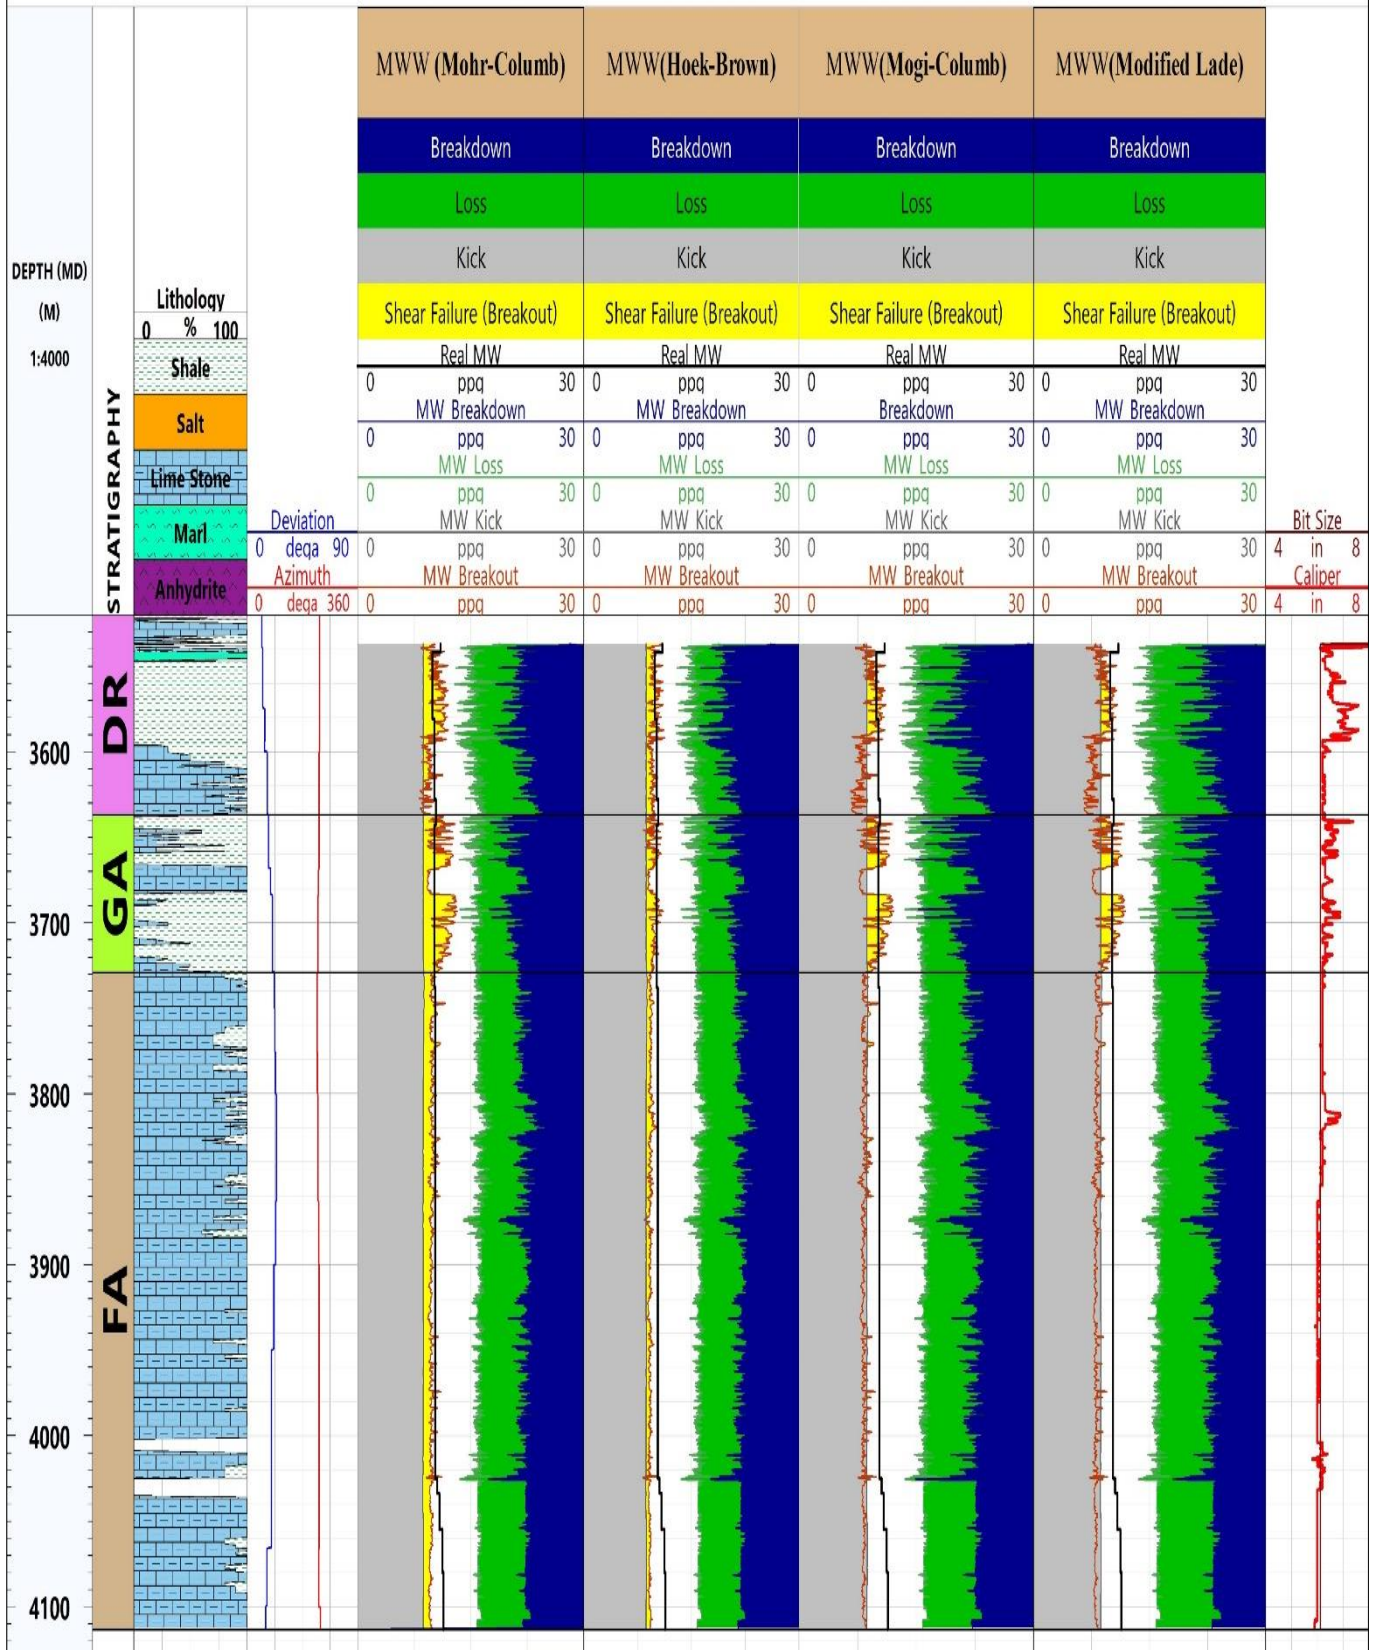 MWW (Mohr-Columb)
MWW(Hoek-Brown)
MWW(Mogi-Columb)
MWW(Modified Lade)
Breakdown
Breakdown
Breakdown
Breakdown
Loss
Loss
Loss
Loss
Kick
Kick
Kick
Kick
Shear Failure (Breakout)
Shear Failure (Breakout)
Shear Failure (Breakout)
Shear Failure (Breakout)
DEPTH (MD)
(M)
1:4000
STRATIGRAPHY
Lithology
0 % 100
Shale
Salt
Lime Stone
Marl
Anhydrite
Deviation
0 dega 90
Azimuth
0 dega 360
Real MW
0 ppq 30
MW Breakdown
0 ppq 30
MW Loss
0 ppq 30
MW Kick
0 ppq 30
MW Breakout
0 ppq 30
Real MW
0 ppq 30
MW Breakdown
0 ppq 30
MW Loss
0 ppq 30
MW Kick
0 ppq 30
MW Breakout
0 ppq 30
Real MW
0 ppq 30
Breakdown
0 ppq 30
MW Loss
0 ppq 30
MW Kick
0 ppq 30
MW Breakout
0 ppq 30
Real MW
0 ppq 30
MW Breakdown
0 ppq 30
MW Loss
0 ppq 30
MW Kick
0 ppq 30
MW Breakout
0 ppq 30
Bit Size
4 in 8
Caliper
4 in 8
DR
GA
FA
3600
3700
3800
3900
4000
4100